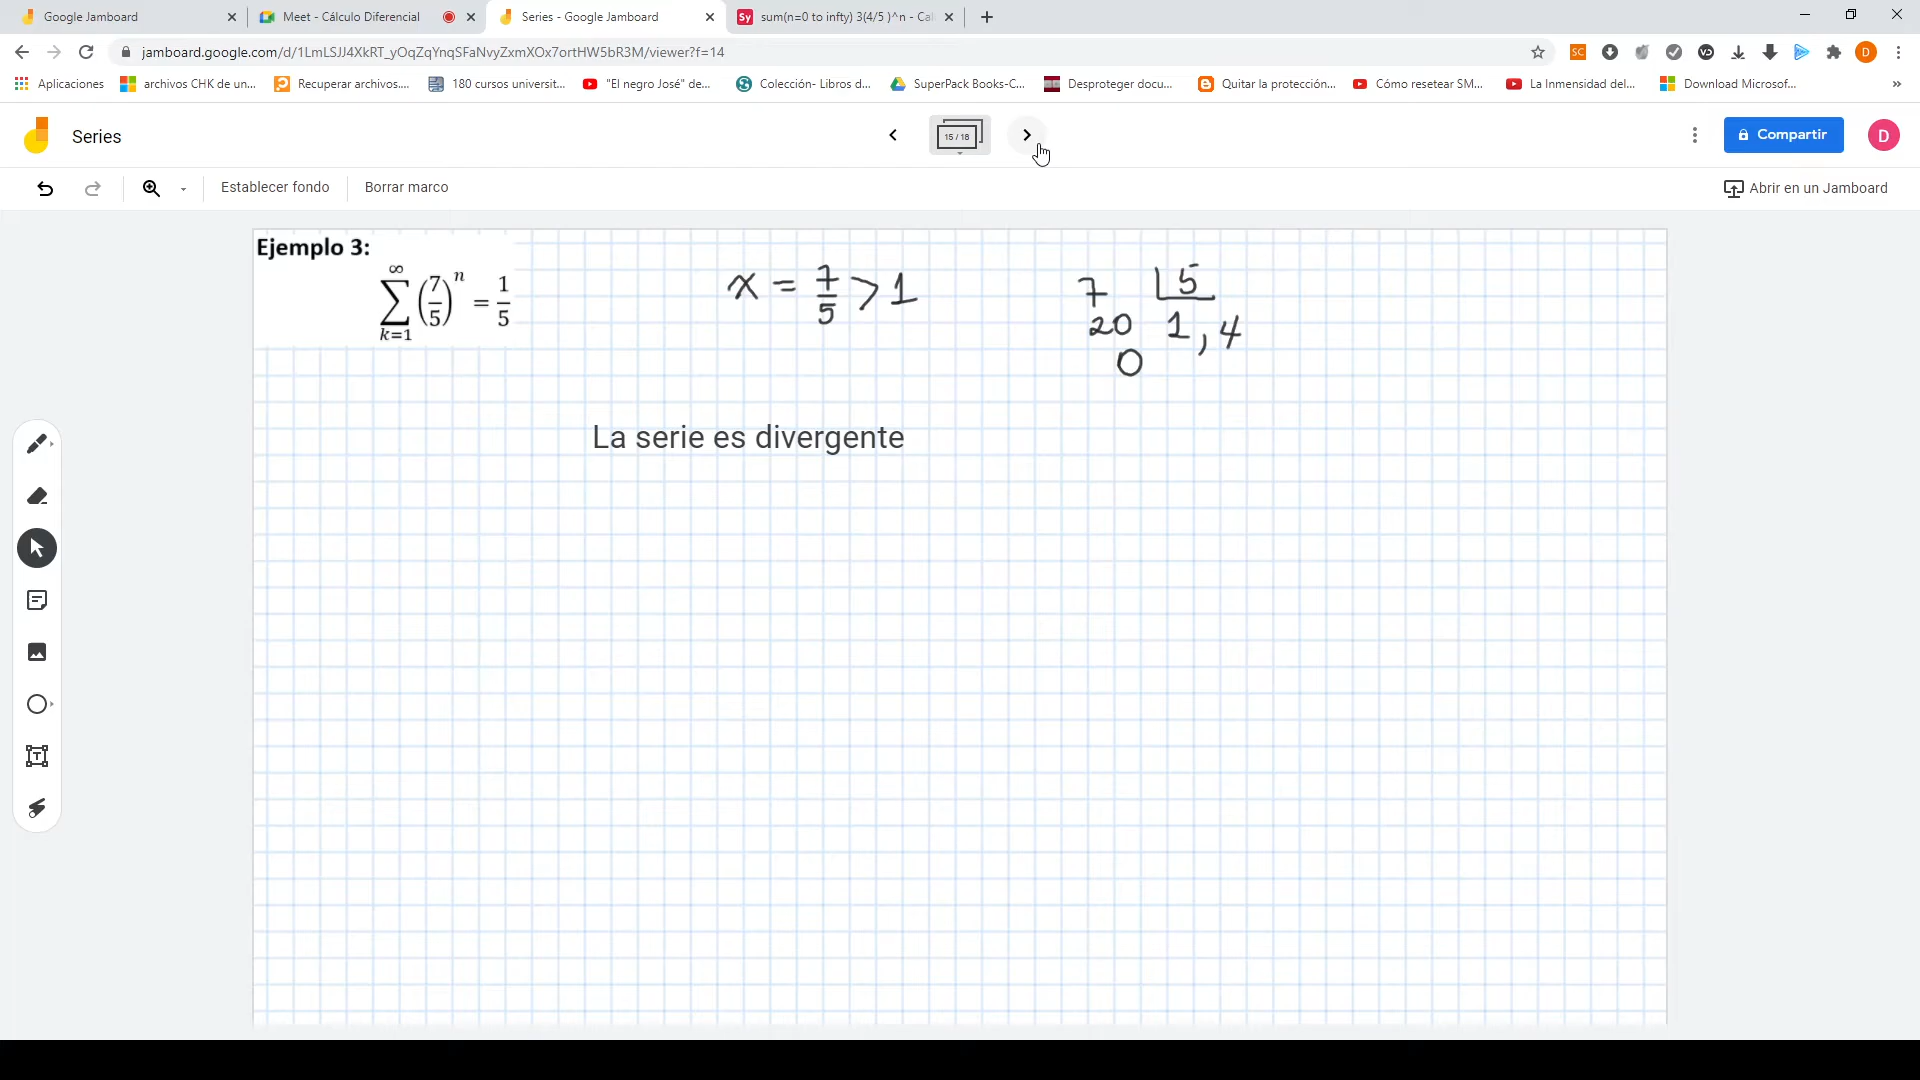 Google Jamboard
Meet - Cálculo Diferencial
Series - Google Jamboard
Sy sum(n=0 to infty) 3(4/5 )^n - Cal
jamboard.google.com/d/1LmLSJJ4XkRT_yOqZqYnqSFaNvyZxmXOx7ortHW5bR3M/viewer?f=14
SC
VD
D
Aplicaciones
archivos CHK de un...
Recuperar archivos....
180 cursos universit...
"El negro José" de...
Colección- Libros d...
SuperPack Books-C...
Desproteger docu...
Quitar la protección...
Cómo resetear SM...
La Inmensidad del...
Download Microsof...
»
Series
15 / 18
Compartir
D
Establecer fondo
Borrar marco
Abrir en un Jamboard
Ejemplo 3:
∑_{k=1}^{∞} (7/5)^n = 1/5
x = 7/5 > 1
7 5
20 1,4
0
La serie es divergente
T